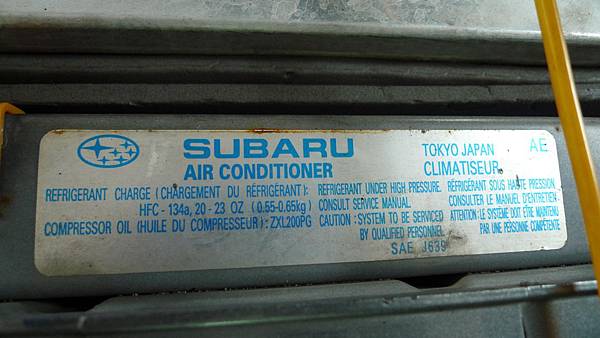 SUBARU TOKYO JAPAN AE
AIR CONDITIONER CLIMATISEUR
REFRIGERANT CHARGE (CHARGEMENT DU RÉFRIGÉRANT):
HFC - 134a, 20 - 23 OZ (0.55-0.65kg)
COMPRESSOR OIL (HUILE DU COMPRESSEUR) : ZXL200PG
REFRIGERANT UNDER HIGH PRESSURE.
CONSULT SERVICE MANUAL
CAUTION : SYSTEM TO BE SERVICED
BY QUALIFIED PERSONNEL
SAE J639
RÉFRIGÉRANT SOUS HAUTE PRESSION
CONSULTER LE MANUEL D'ENTRETIEN
ATTENTION : LE SYSTÈME DOIT ÊTRE MAINTENU
PAR UNE PERSONNE COMPÉTENTE